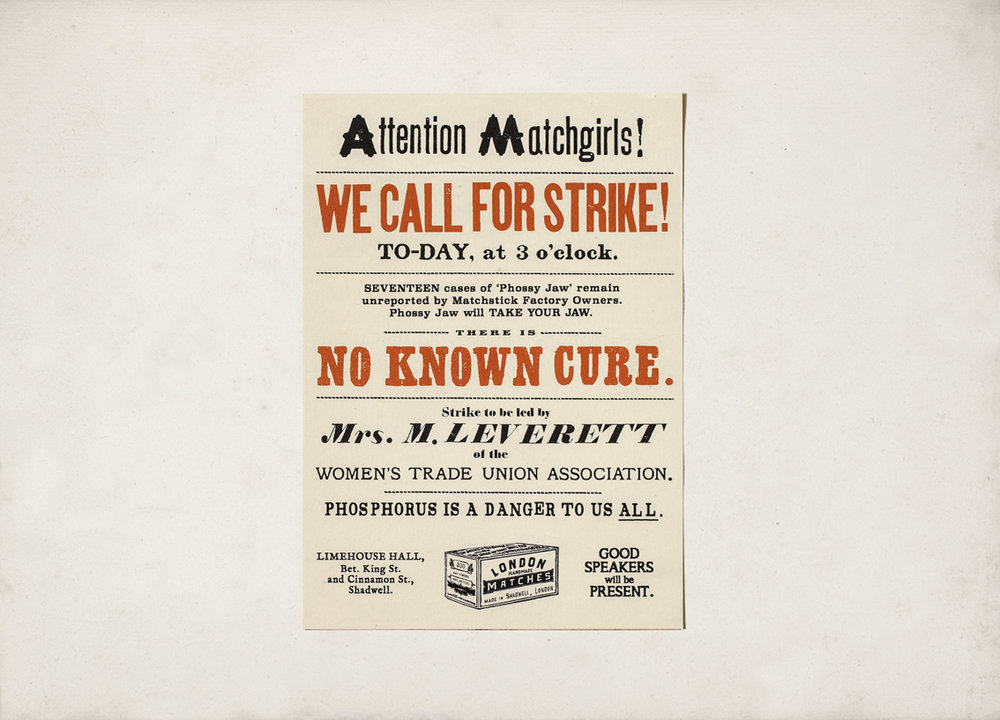 Attention Matchgirls!
WE CALL FOR STRIKE!
TO-DAY, at 3 o'clock.
SEVENTEEN cases of 'Phossy Jaw' remain
unreported by Matchstick Factory Owners.
Phossy Jaw will TAKE YOUR JAW.
THERE IS
NO KNOWN CURE.
Strike to be led by
Mrs. M. LEVERETT
of the
WOMEN'S TRADE UNION ASSOCIATION.
PHOSPHORUS IS A DANGER TO US ALL.
LIMEHOUSE HALL,
Bet. King St.
and Cinnamon St.,
Shadwell.
200
LONDON
HANDMADE
MATCHES
MADE IN SHADWELL, LONDON
GOOD
SPEAKERS
will be
PRESENT.